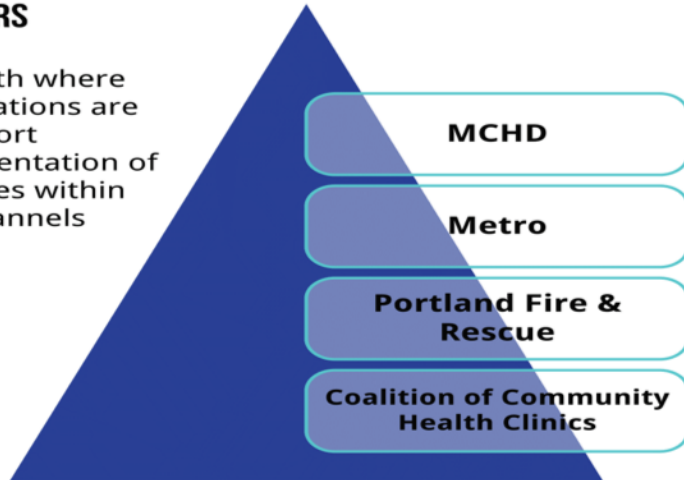 RS
th where
ations are
ort
entation of
es within
annels
MCHD
Metro
Portland Fire &
Rescue
Coalition of Community
Health Clinics